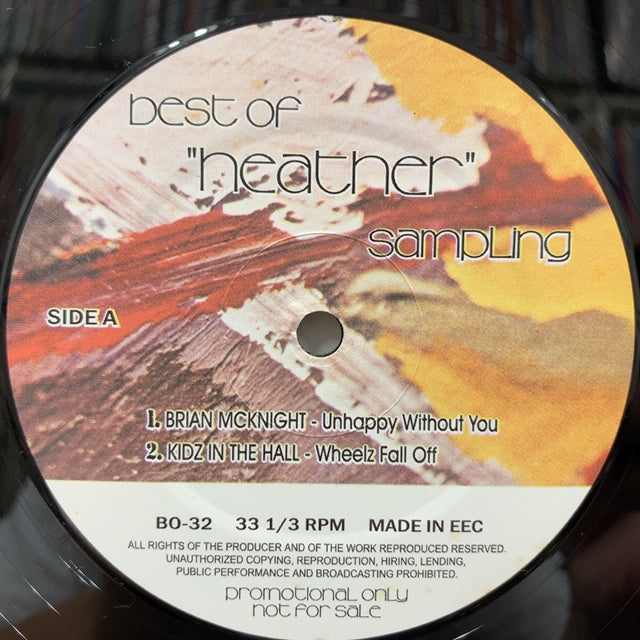 best of
"heather"
sampling
SIDE A
1. BRIAN MCKNIGHT - Unhappy Without You
2. KIDZ IN THE HALL - Wheelz Fall Off
BO-32 33 1/3 RPM MADE IN EEC
ALL RIGHTS OF THE PRODUCER AND OF THE WORK REPRODUCED RESERVED.
UNAUTHORIZED COPYING, REPRODUCTION, HIRING, LENDING,
PUBLIC PERFORMANCE AND BROADCASTING PROHIBITED.
promotional only
not for sale